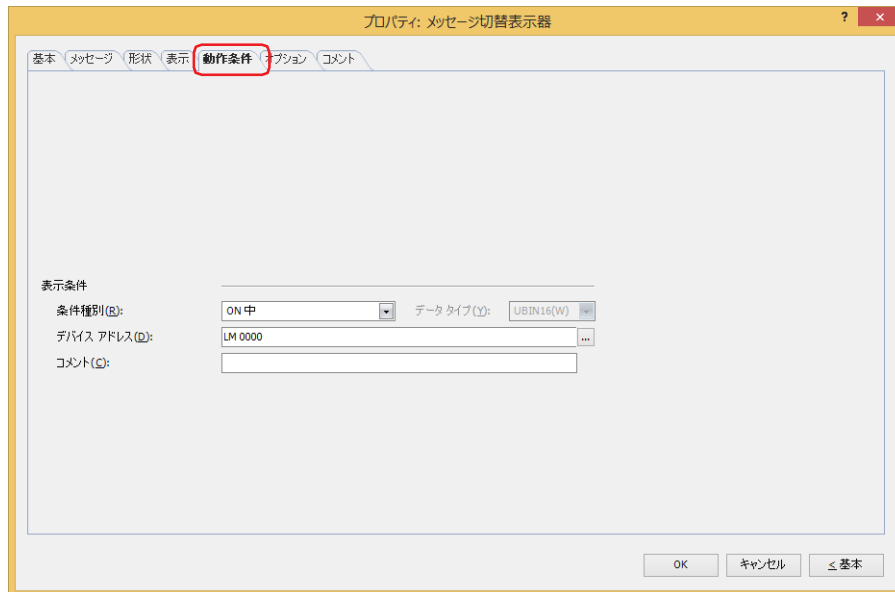 プロパティ: メッセージ切替表示器 ? ×
基本 メッセージ 形状 表示 動作条件 オプション コメント
表示条件
条件種別(R): ON 中 データ タイプ(Y): UBIN16(W)
デバイス アドレス(D): LM 0000 ...
コメント(C):
OK キャンセル < 基本